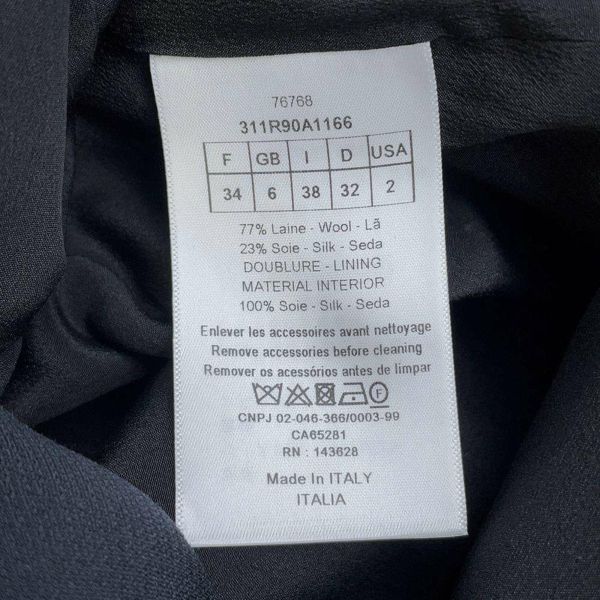 76768
311R90A1166
F GB I D USA
34 6 38 32 2
77% Laine - Wool - Lã
23% Soie - Silk - Seda
DOUBLURE - LINING
MATERIAL INTERIOR
100% Soie - Silk - Seda
Enlever les accessoires avant nettoyage
Remove accessories before cleaning
Remover os acessórios antes de limpar
F
CNPJ 02-046-366/0003-99
CA65281
RN : 143628
Made In ITALY
ITALIA